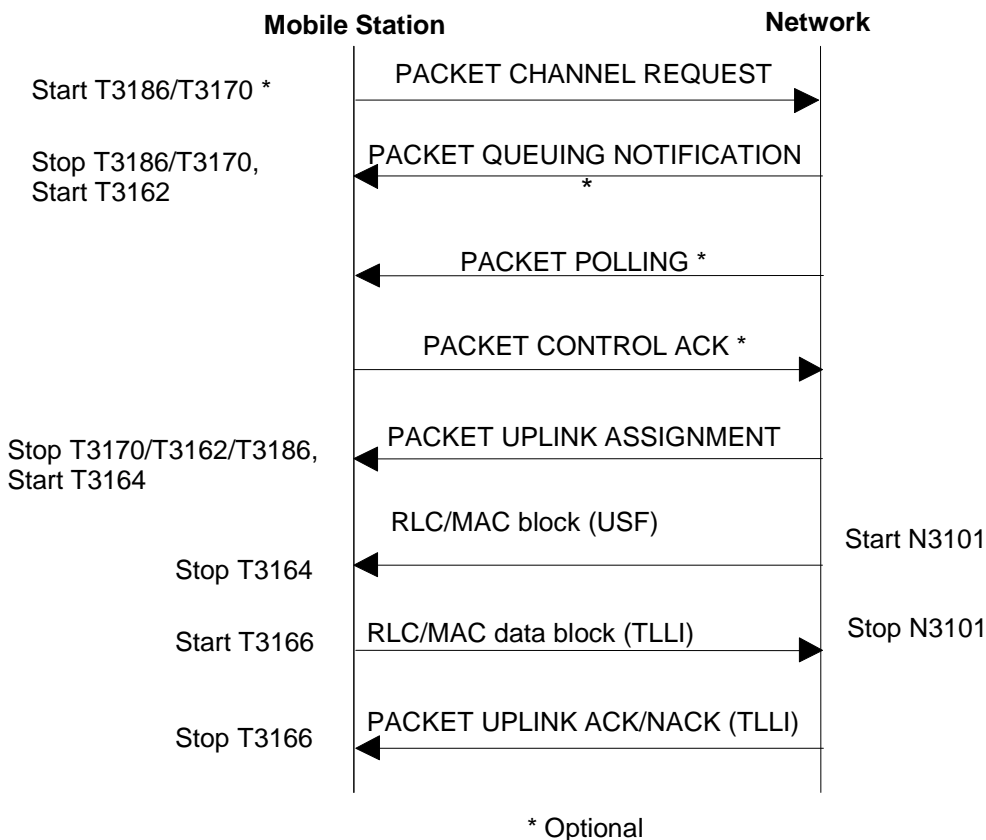 Mobile Station
Network
PACKET CHANNEL REQUEST
Start T3186/T3170 *
PACKET QUEUING NOTIFICATION
*
Stop T3186/T3170,
Start T3162
PACKET POLLING *
PACKET CONTROL ACK *
PACKET UPLINK ASSIGNMENT
Stop T3170/T3162/T3186,
Start T3164
RLC/MAC block (USF)
Start N3101
Stop T3164
RLC/MAC data block (TLLI)
Stop N3101
Start T3166
PACKET UPLINK ACK/NACK (TLLI)
Stop T3166
* Optional